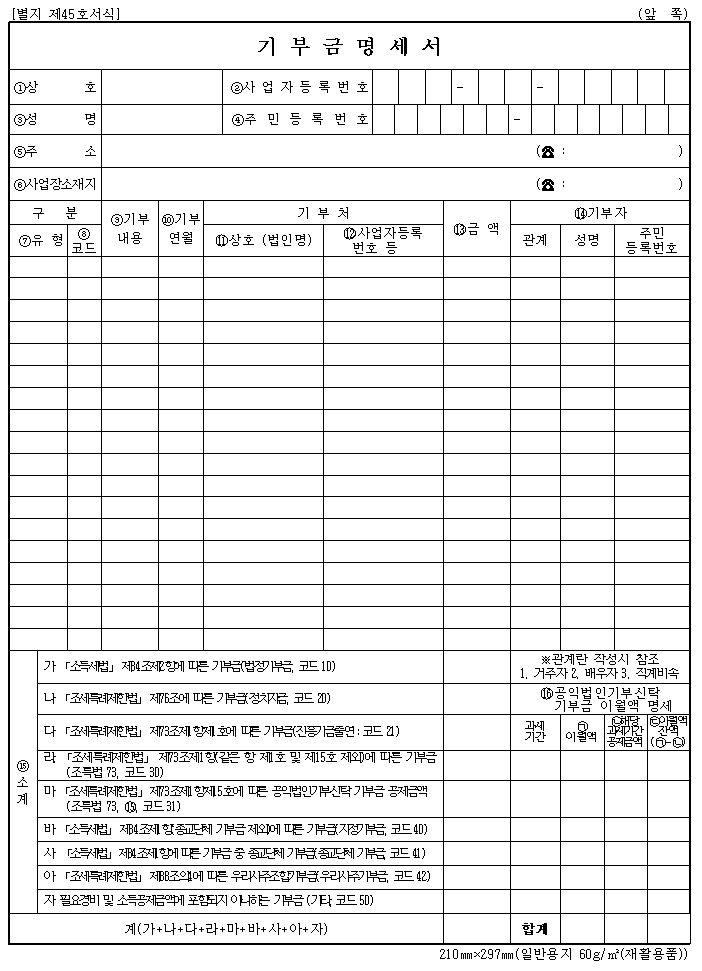 [별지 제45호서식] (앞 쪽)
기 부 금 명 세 서
①상 호 ②사 업 자 등 록 번 호 - -
③성 명 ④주 민 등 록 번 호 -
⑤주 소 (☎ : )
⑥사업장소재지 (☎ : )
구 분 ⑨기부 내용 ⑩기부 연월 기 부 처 ⑬금 액 ⑭기부자
⑦유 형 ⑧ 코드 ⑪상호 (법인명) ⑫사업자등록 번호 등 관계 성명 주민 등록번호
⑮ 소 계
가 「소득세법」 제34조제2항에 따른 기부금(법정기부금, 코드 10)
※관계란 작성시 참조
1. 거주자 2. 배우자 3. 직계비속
나 「조세특례제한법」 제76조에 따른 기부금(정치자금, 코드 20)
⑯공익법인기부신탁
기부금 이월액 명세
다 「조세특례제한법」 제73조제1항제1호에 따른 기부금(진흥기금출연 : 코드 21)
과세 기간 ㉠ 이월액 ㉡해당 과세기간 공제금액 ㉢이월액 잔액 (㉠-㉡)
라 「조세특례제한법」 제73조제1항(같은 항 제1호 및 제15호 제외)에 따른 기부금
(조특법 73, 코드 30)
마 「조세특례제한법」 제73조제1항제15호에 따른 공익법인기부신탁 기부금 공제금액
(조특법 73, ⑮, 코드 31)
바 「소득세법」 제34조제1항(종교단체 기부금 제외)에 따른 기부금(지정기부금, 코드 40)
사 「소득세법」 제34조제1항에 따른 기부금 중 종교단체 기부금(종교단체 기부금, 코드 41)
아 「조세특례제한법」 제88조의4에 따른 우리사주조합기부금(우리사주기부금, 코드 42)
자 필요경비 및 소득공제금액에 포함되지 아니하는 기부금 (기타, 코드 50)
계(가+나+다+라+마+바+사+아+자) 합계
210㎜×297㎜(일반용지 60g/㎡(재활용품))